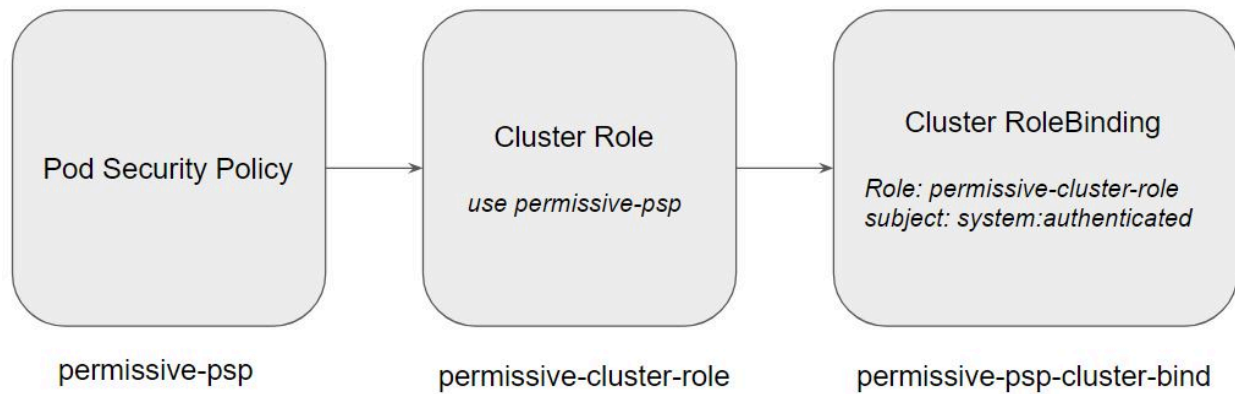 Pod Security Policy
Cluster Role
use permissive-psp
Cluster RoleBinding
Role: permissive-cluster-role
subject: system:authenticated
permissive-psp
permissive-cluster-role
permissive-psp-cluster-bind